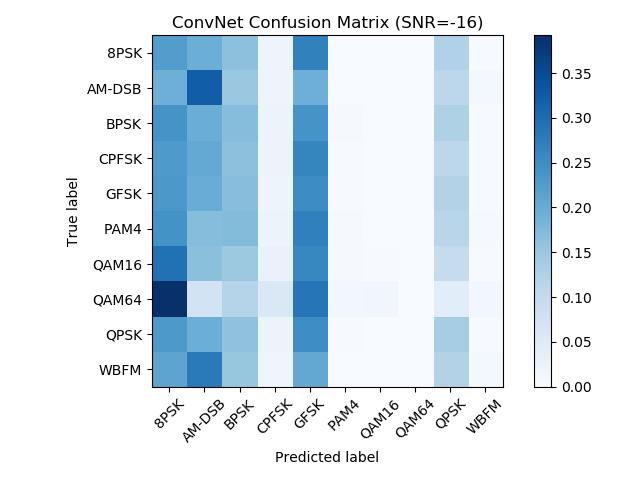 ConvNet Confusion Matrix (SNR=-16)
True label
8PSK
AM-DSB
BPSK
CPFSK
GFSK
PAM4
QAM16
QAM64
QPSK
WBFM
8PSK
AM-DSB
BPSK
CPFSK
GFSK
PAM4
QAM16
QAM64
QPSK
WBFM
Predicted label
0.35
0.30
0.25
0.20
0.15
0.10
0.05
0.00